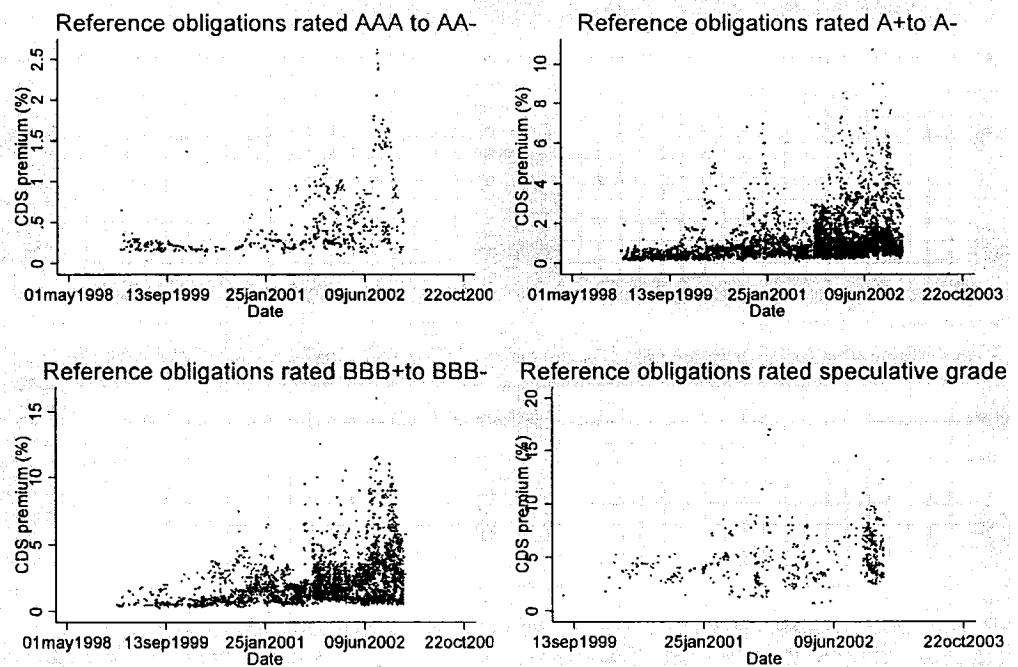 Reference obligations rated AAA to AA-
CDS premium (%)
2.5
2
1.5
1
.5
0
01may1998 13sep1999 25jan2001 09jun2002 22oct200
Date
Reference obligations rated A+to A-
CDS premium (%)
10
8
6
4
2
0
01may1998 13sep1999 25jan2001 09jun2002 22oct2003
Date
Reference obligations rated BBB+to BBB-
CDS premium (%)
15
10
5
0
01may1998 13sep1999 25jan2001 09jun2002 22oct200
Date
Reference obligations rated speculative grade
CDS premium (%)
20
15
10
5
0
13sep1999 25jan2001 09jun2002 22oct2003
Date